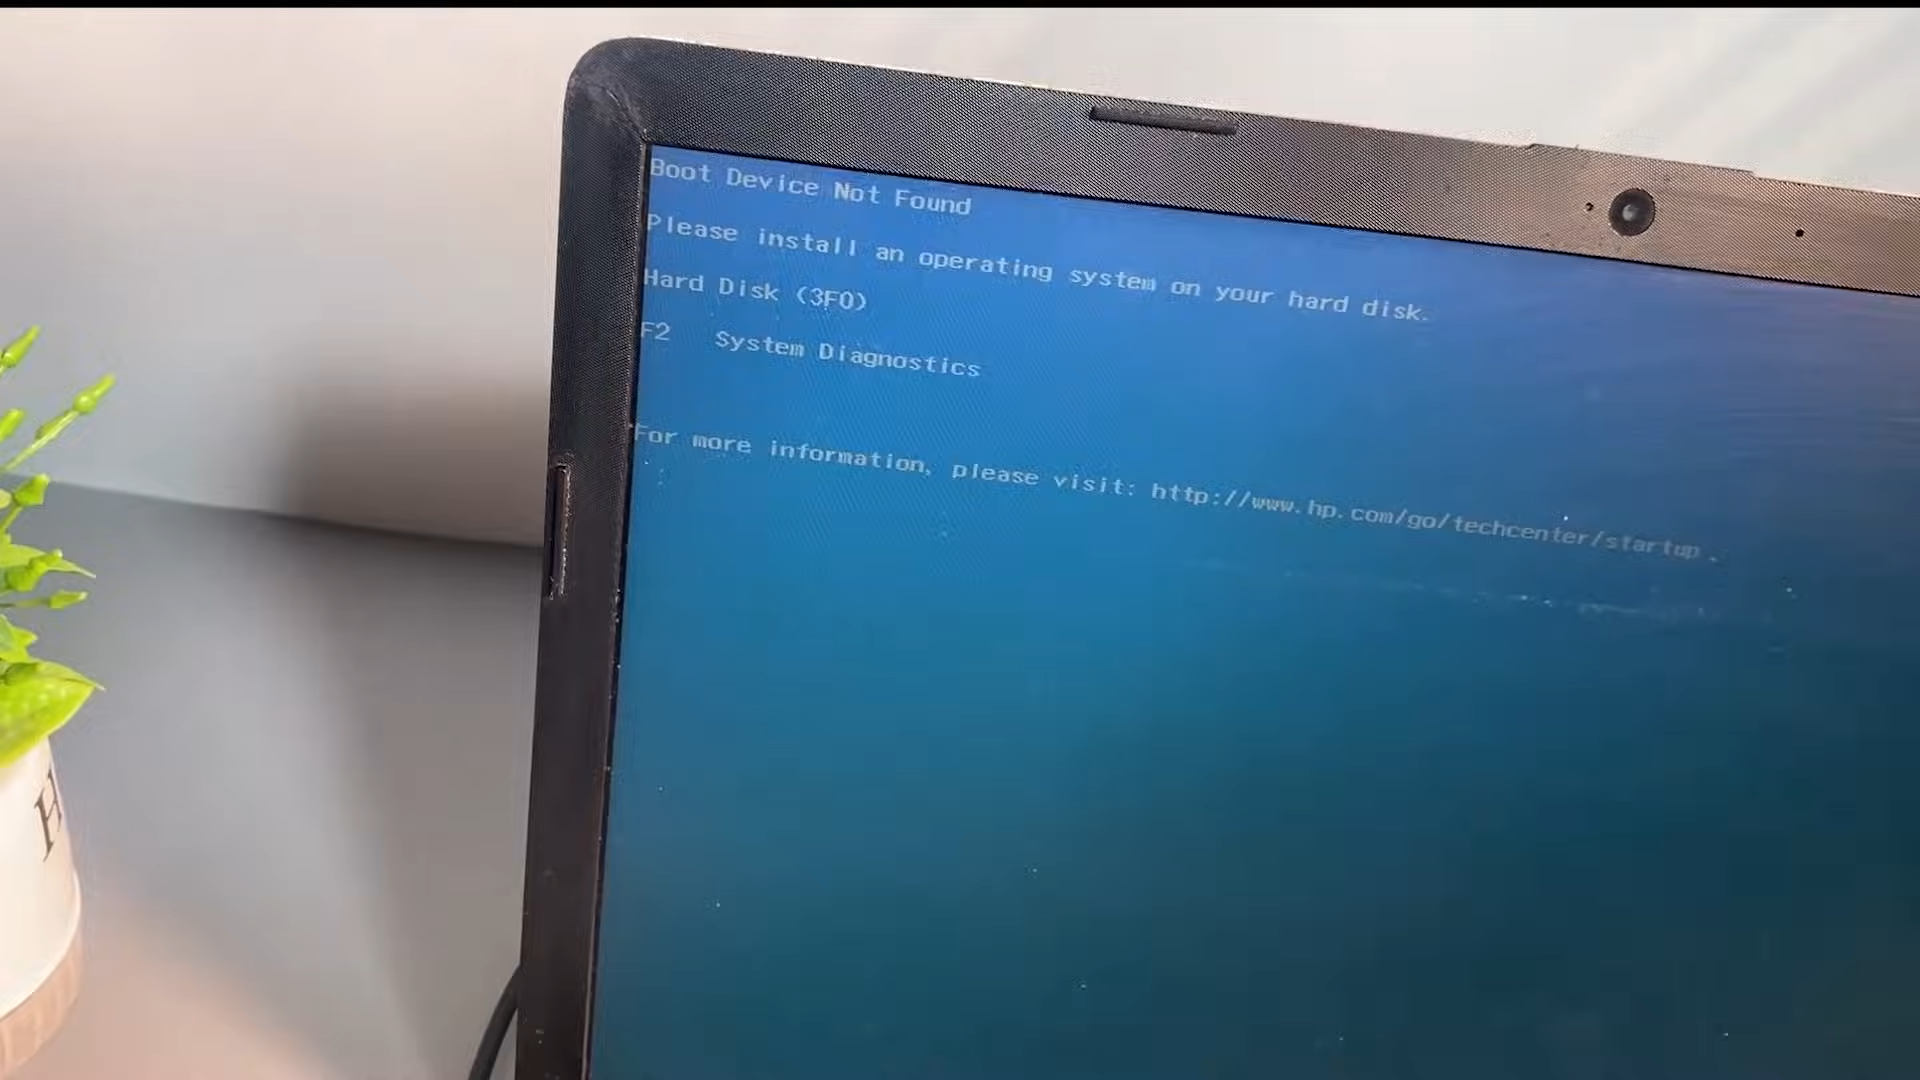 Boot Device Not Found
Please install an operating system on your hard disk.
Hard Disk (3F0)
F2 System Diagnostics
For more information, please visit: http://www.hp.com/go/techcenter/startup.
H